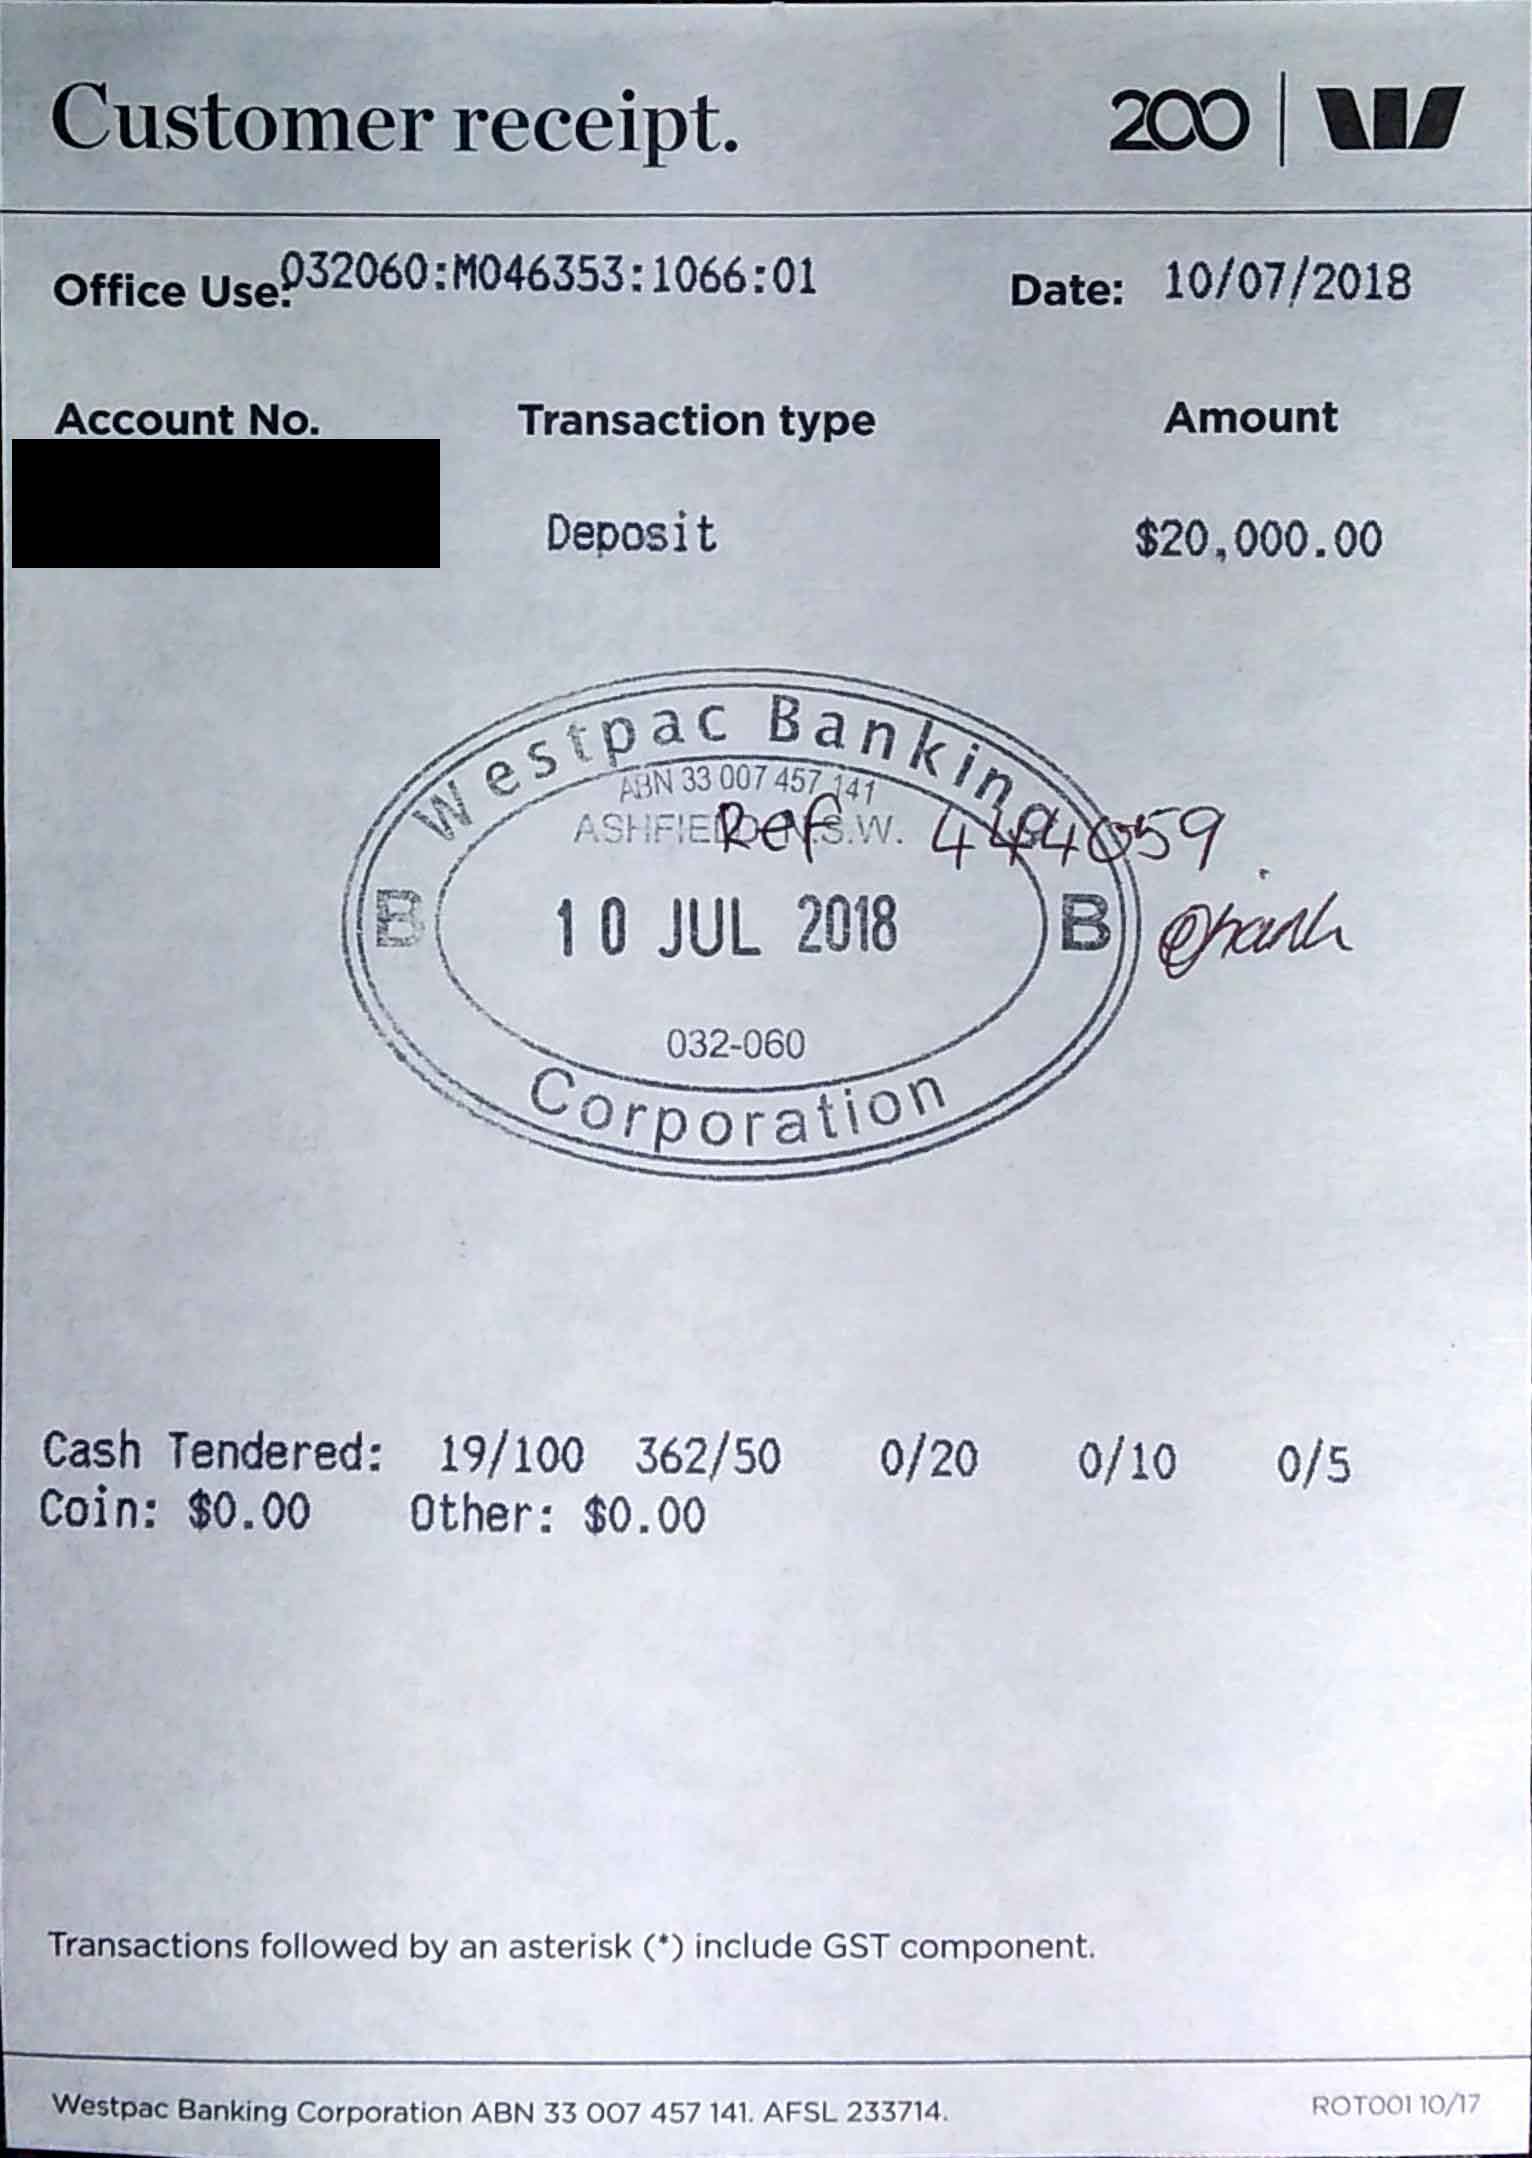 Customer receipt.
200
Office Use: 032060:M046353:1066:01 Date: 10/07/2018
Account No. Transaction type Amount
Deposit $20,000.00
Westpac Banking
ABN 33 007 457 141
ASHFIELD N.S.W.
Ref 444059
B 10 JUL 2018 B
032-060
Corporation
Cash Tendered: 19/100 362/50 0/20 0/10 0/5
Coin: $0.00 Other: $0.00
Transactions followed by an asterisk (*) include GST component.
Westpac Banking Corporation ABN 33 007 457 141. AFSL 233714.
ROT001 10/17